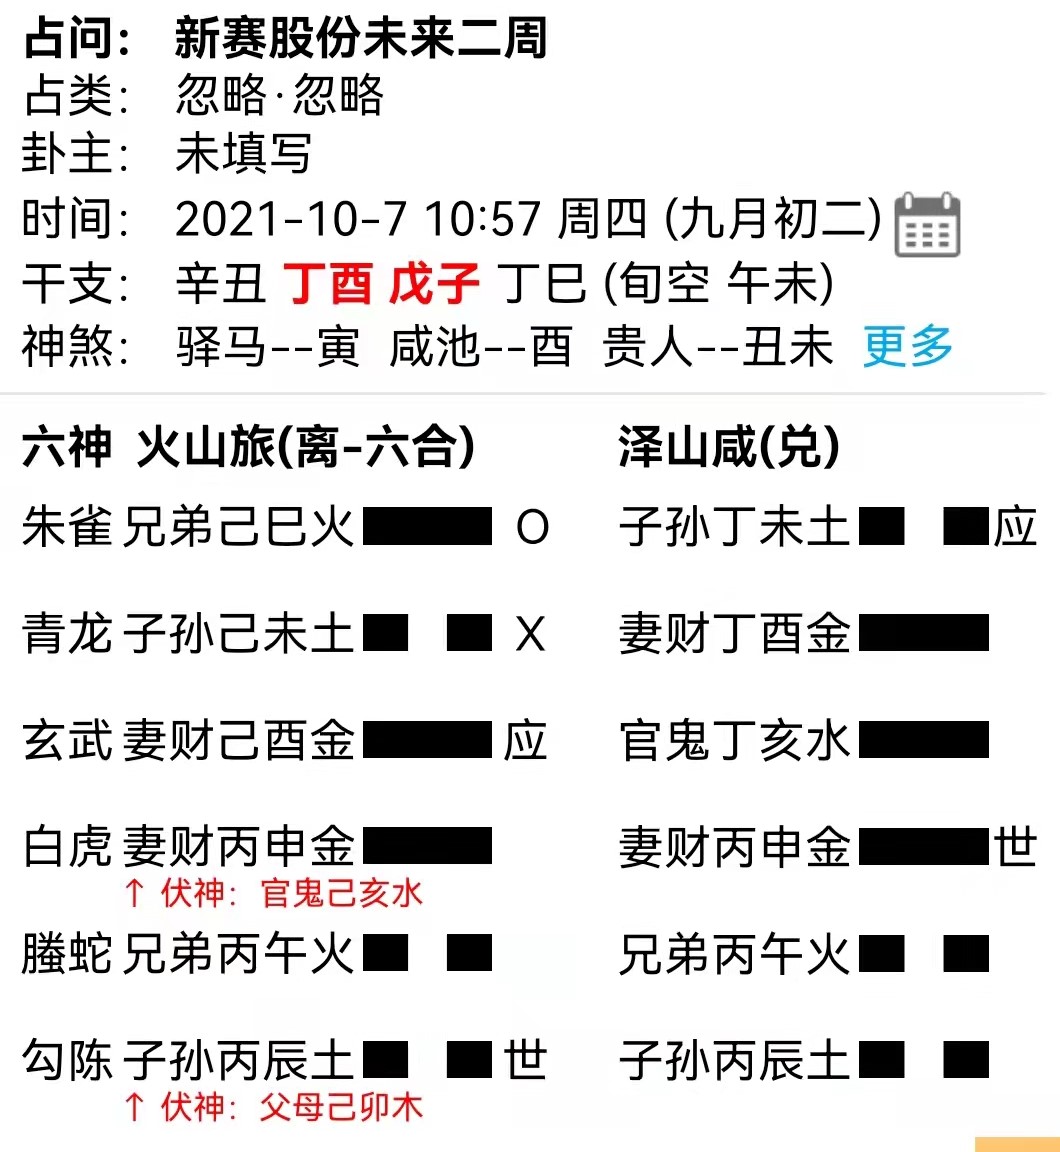 占问： 新赛股份未来二周
占类： 忽略·忽略
卦主： 未填写
时间： 2021-10-7 10:57 周四 (九月初二)
干支： 辛丑 丁酉 戊子 丁巳 (旬空 午未)
神煞： 驿马--寅 咸池--酉 贵人--丑未 更多
六神 火山旅(离-六合) 泽山咸(兑)
朱雀 兄弟己巳火 O 子孙丁未土 应
青龙 子孙己未土 X 妻财丁酉金
玄武 妻财己酉金 应 官鬼丁亥水
白虎 妻财丙申金 妻财丙申金 世
↑ 伏神： 官鬼己亥水
螣蛇 兄弟丙午火 兄弟丙午火
勾陈 子孙丙辰土 世 子孙丙辰土
↑ 伏神： 父母己卯木